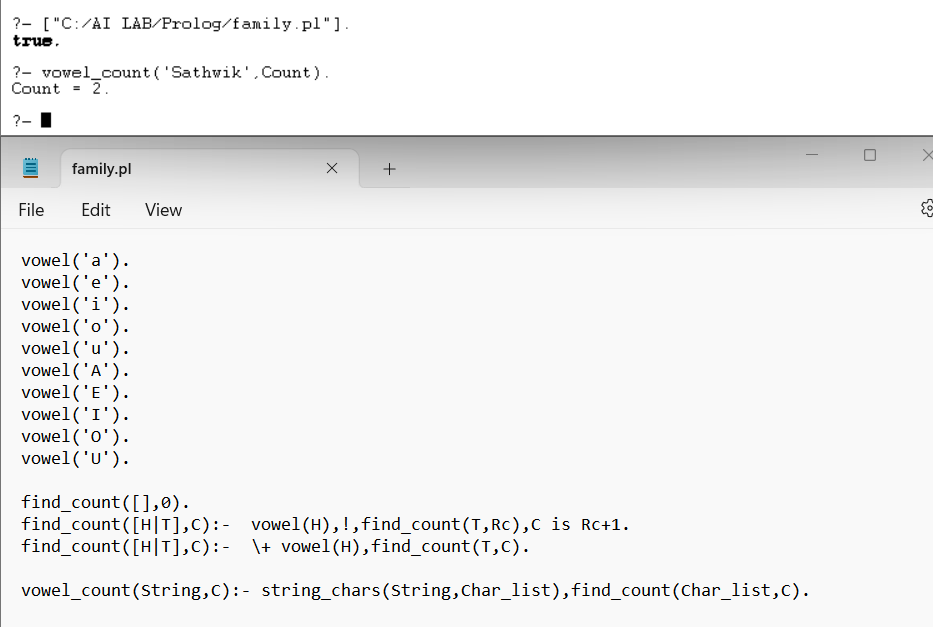 ?- ["C:/AI LAB/Prolog/family.pl"].
true.
?- vowel_count('Sathwik',Count).
Count = 2.
?-
family.pl
File Edit View
vowel('a').
vowel('e').
vowel('i').
vowel('o').
vowel('u').
vowel('A').
vowel('E').
vowel('I').
vowel('O').
vowel('U').
find_count([],0).
find_count([H|T],C):-  vowel(H),!,find_count(T,Rc),C is Rc+1.
find_count([H|T],C):-  \+ vowel(H),find_count(T,C).
vowel_count(String,C):- string_chars(String,Char_list),find_count(Char_list,C).